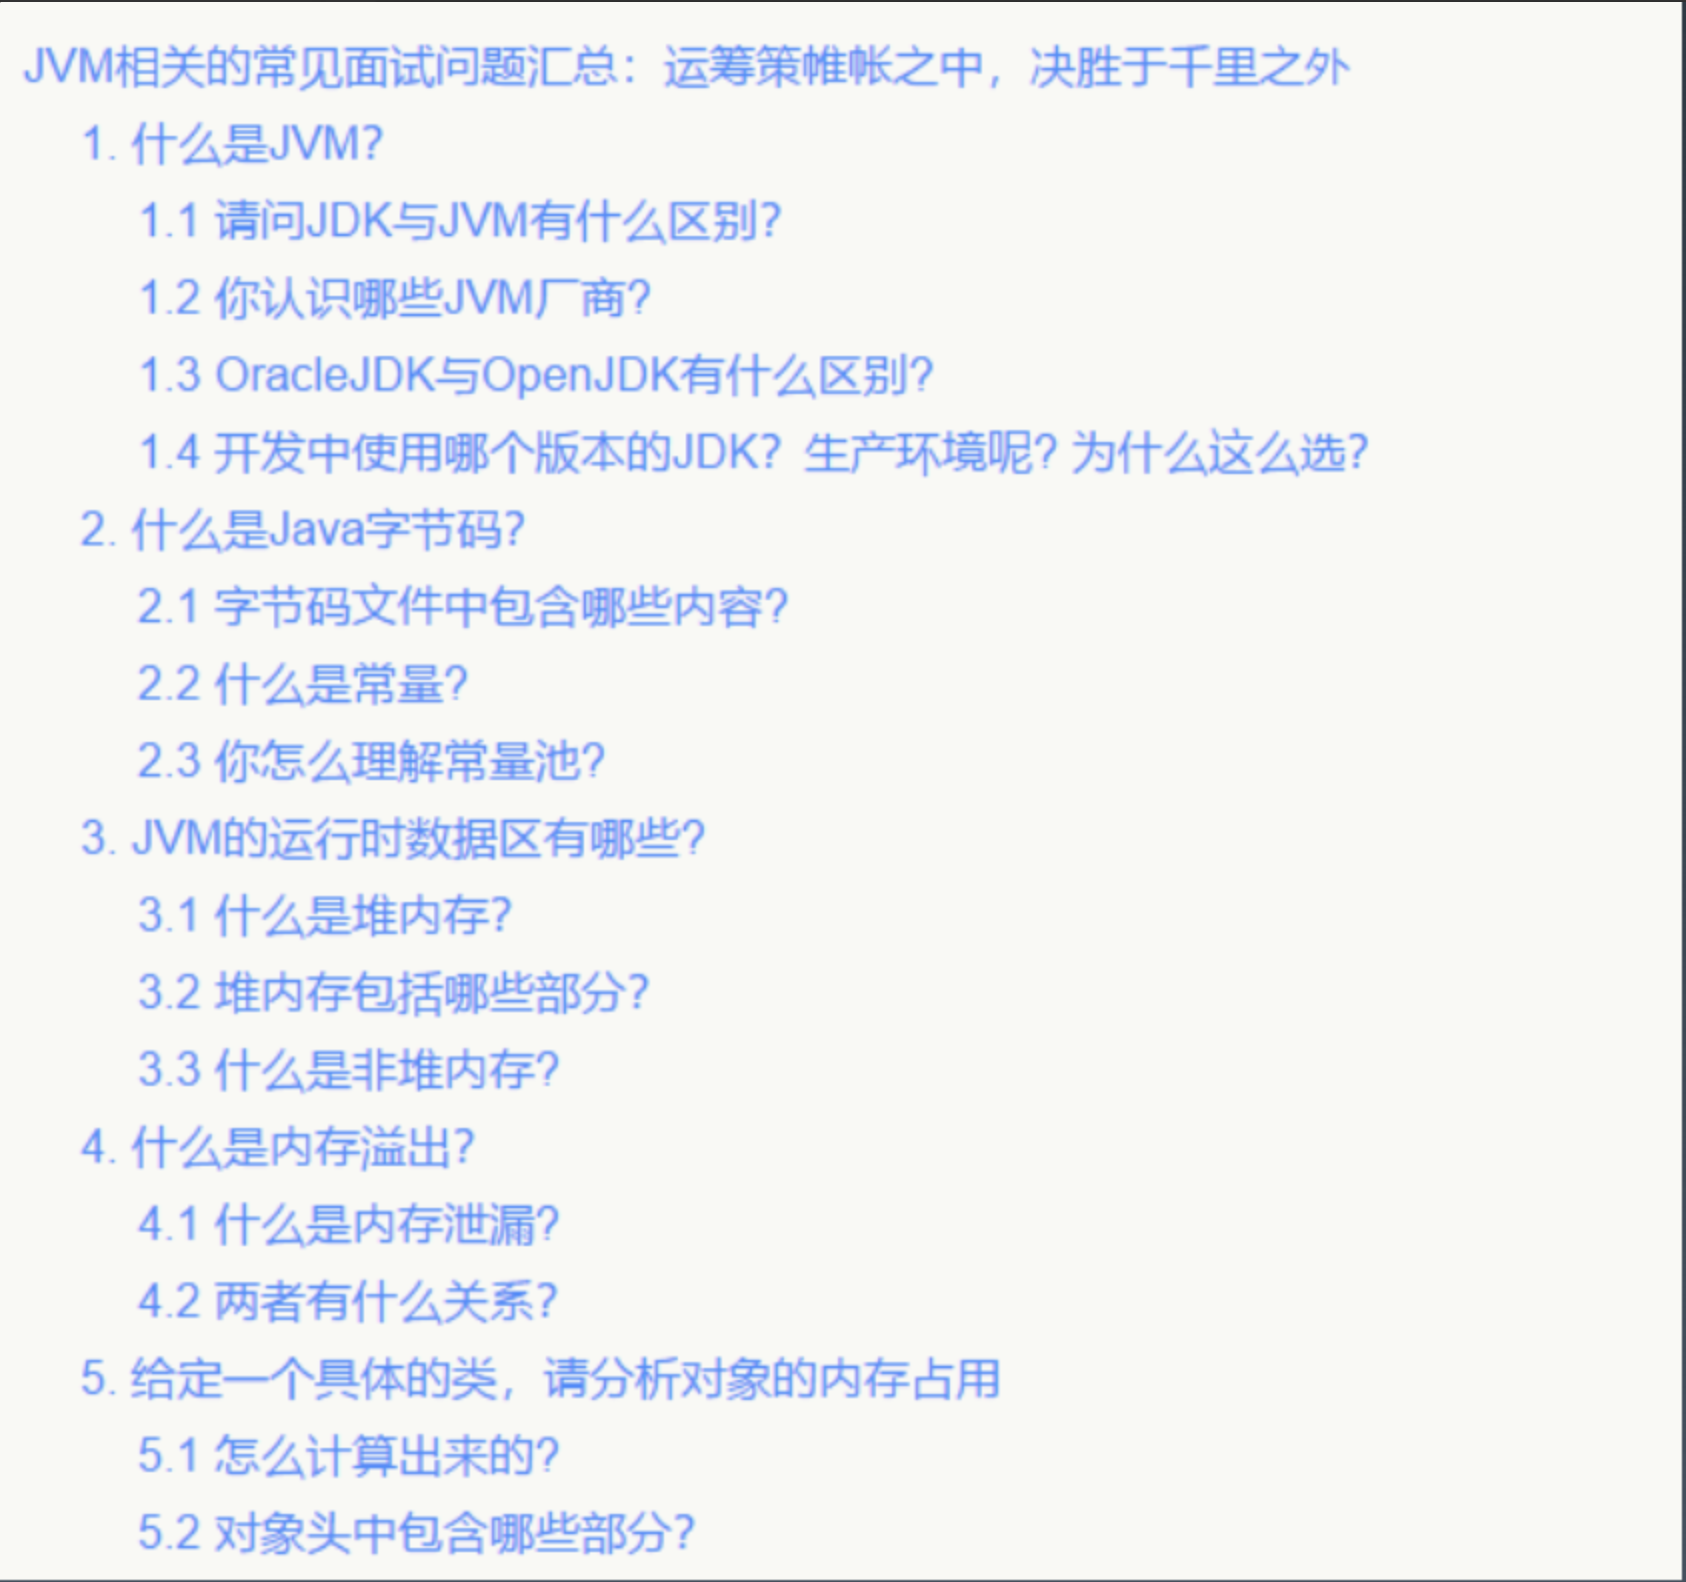 JVM相关的常见面试问题汇总：运筹策帷帐之中，决胜于千里之外
1. 什么是JVM?
1.1 请问JDK与JVM有什么区别?
1.2 你认识哪些JVM厂商?
1.3 OracleJDK与OpenJDK有什么区别?
1.4 开发中使用哪个版本的JDK？生产环境呢? 为什么这么选?
2. 什么是Java字节码?
2.1 字节码文件中包含哪些内容?
2.2 什么是常量?
2.3 你怎么理解常量池?
3. JVM的运行时数据区有哪些?
3.1 什么是堆内存?
3.2 堆内存包括哪些部分?
3.3 什么是非堆内存?
4. 什么是内存溢出?
4.1 什么是内存泄漏?
4.2 两者有什么关系?
5. 给定一个具体的类，请分析对象的内存占用
5.1 怎么计算出来的?
5.2 对象头中包含哪些部分?